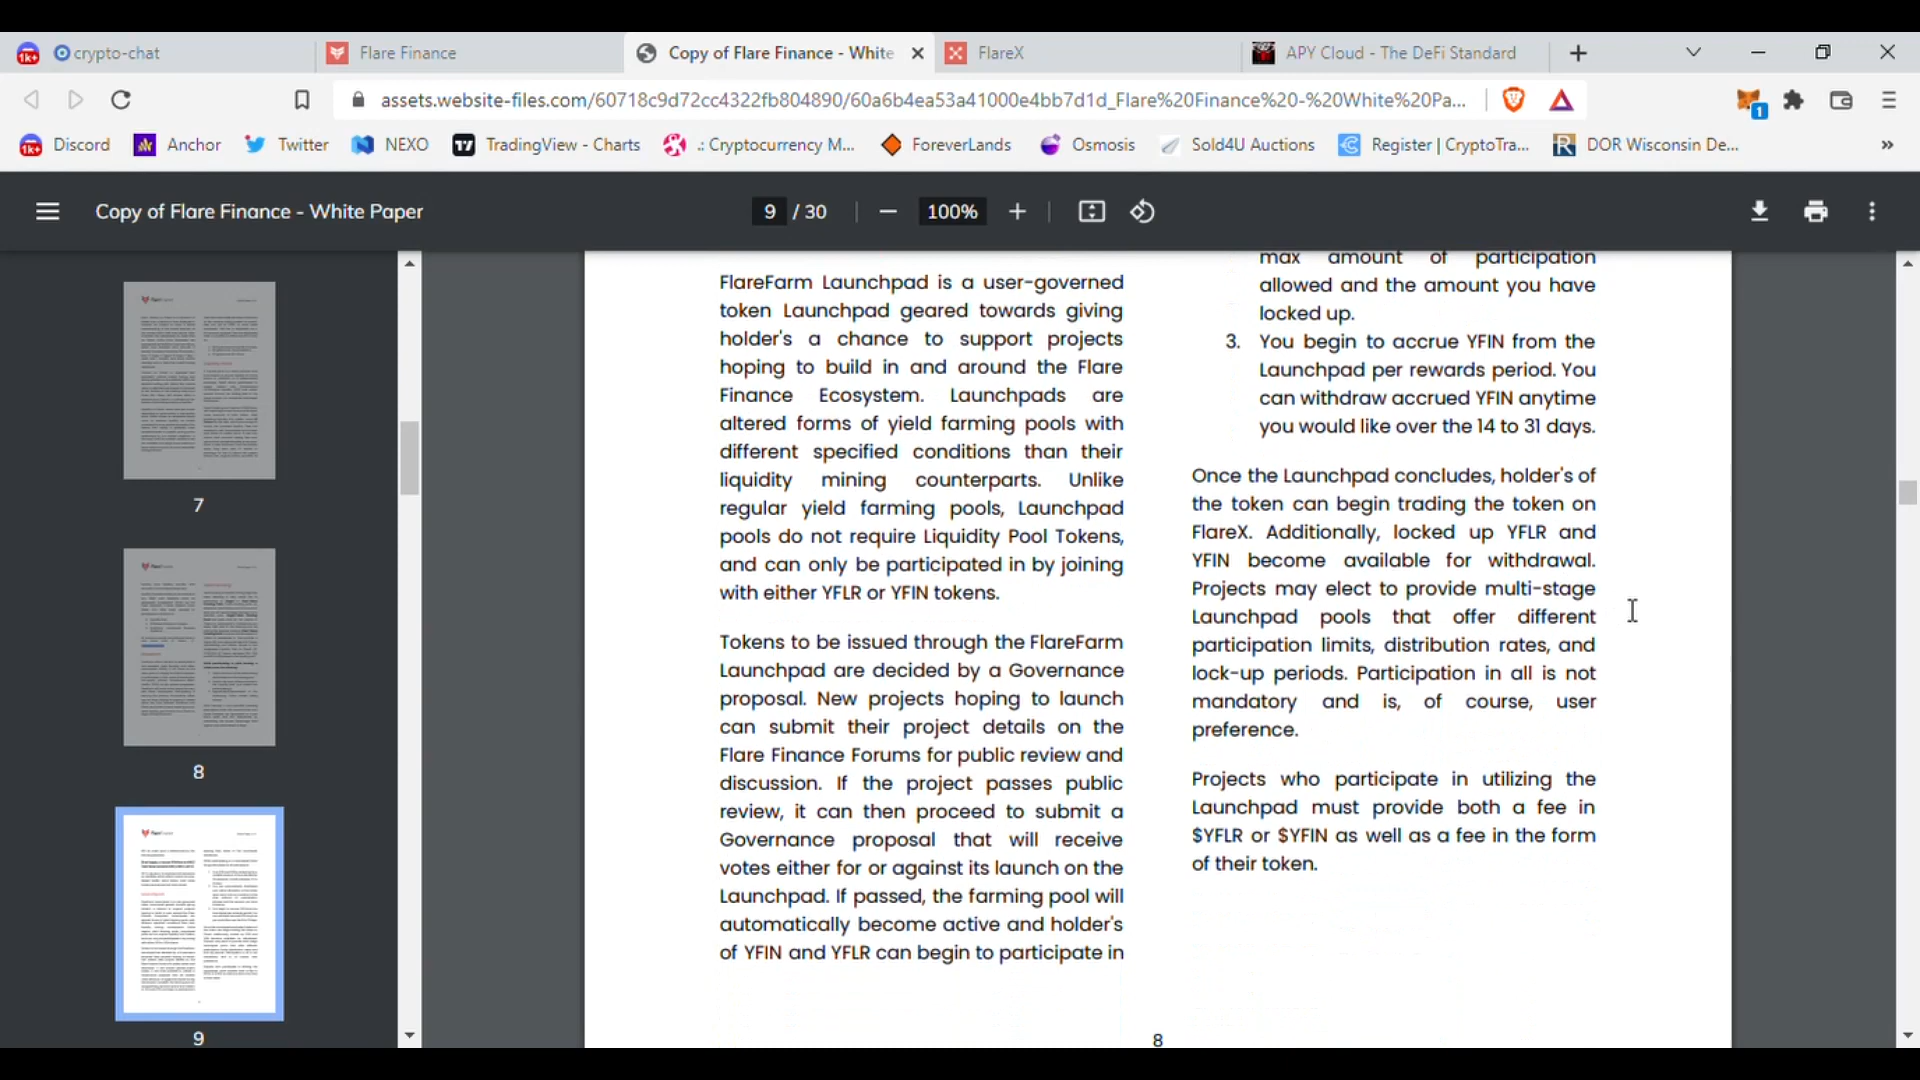 1k+
crypto-chat
Flare Finance
Copy of Flare Finance - White
FlareX
APY Cloud - The DeFi Standard
assets.website-files.com/60718c9d72cc4322fb804890/60a6b4ea53a41000e4bb7d1d_Flare%20Finance%20-%20White%20Pa...
1
1k+
Discord
Anchor
Twitter
NEXO
TradingView - Charts
.: Cryptocurrency M...
ForeverLands
Osmosis
Sold4U Auctions
Register | CryptoTra...
DOR Wisconsin De...
»
Copy of Flare Finance - White Paper
9 / 30
100%
7
8
9
FlareFarm Launchpad is a user-governed
token Launchpad geared towards giving
holder's a chance to support projects
hoping to build in and around the Flare
Finance Ecosystem. Launchpads are
altered forms of yield farming pools with
different specified conditions than their
liquidity mining counterparts. Unlike
regular yield farming pools, Launchpad
pools do not require Liquidity Pool Tokens,
and can only be participated in by joining
with either YFLR or YFIN tokens.
Tokens to be issued through the FlareFarm
Launchpad are decided by a Governance
proposal. New projects hoping to launch
can submit their project details on the
Flare Finance Forums for public review and
discussion. If the project passes public
review, it can then proceed to submit a
Governance proposal that will receive
votes either for or against its launch on the
Launchpad. If passed, the farming pool will
automatically become active and holder's
of YFIN and YFLR can begin to participate in
max amount of participation
allowed and the amount you have
locked up.
3. You begin to accrue YFIN from the
Launchpad per rewards period. You
can withdraw accrued YFIN anytime
you would like over the 14 to 31 days.
Once the Launchpad concludes, holder's of
the token can begin trading the token on
FlareX. Additionally, locked up YFLR and
YFIN become available for withdrawal.
Projects may elect to provide multi-stage
Launchpad pools that offer different
participation limits, distribution rates, and
lock-up periods. Participation in all is not
mandatory and is, of course, user
preference.
Projects who participate in utilizing the
Launchpad must provide both a fee in
$YFLR or $YFIN as well as a fee in the form
of their token.
8